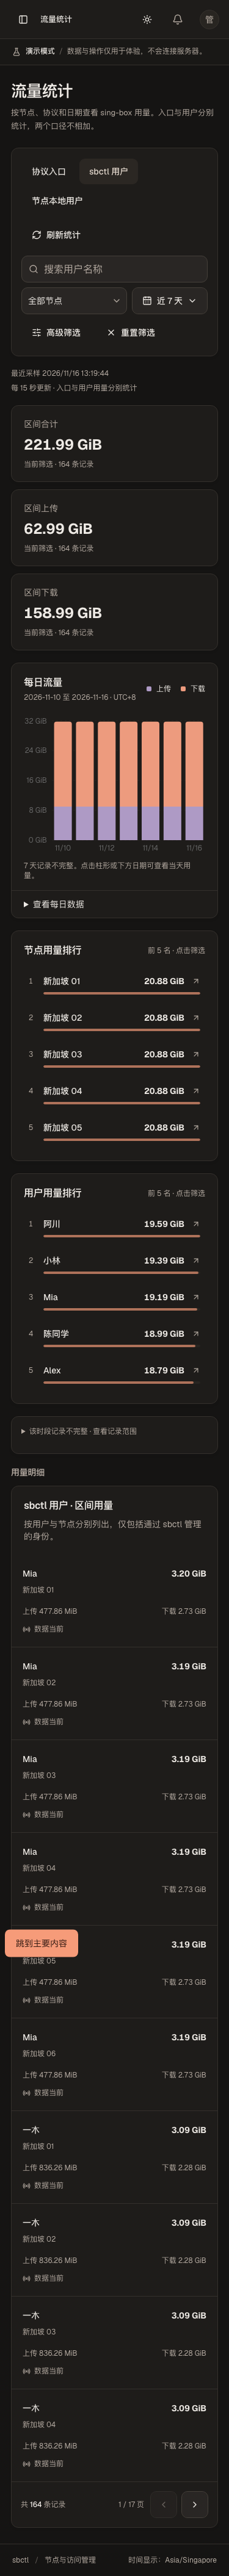 流量统计
管
演示模式 / 数据与操作仅用于体验，不会连接服务器。
流量统计
按节点、协议和日期查看 sing-box 用量。入口与用户分别
统计，两个口径不相加。
协议入口
sbctl 用户
节点本地用户
刷新统计
搜索用户名称
全部节点
近 7 天
高级筛选
重置筛选
最近采样 2026/11/16 13:19:44
每 15 秒更新 · 入口与用户用量分别统计
区间合计
221.99 GiB
当前筛选 · 164 条记录
区间上传
62.99 GiB
当前筛选 · 164 条记录
区间下载
158.99 GiB
当前筛选 · 164 条记录
每日流量
2026-11-10 至 2026-11-16 · UTC+8
上传
下载
32 GiB
24 GiB
16 GiB
8 GiB
0 GiB
11/10
11/12
11/14
11/16
7 天记录不完整。点击柱形或下方日期可查看当天用
量。
查看每日数据
节点用量排行
前 5 名 · 点击筛选
1 新加坡 01 20.88 GiB
2 新加坡 02 20.88 GiB
3 新加坡 03 20.88 GiB
4 新加坡 04 20.88 GiB
5 新加坡 05 20.88 GiB
用户用量排行
前 5 名 · 点击筛选
1 阿川 19.59 GiB
2 小林 19.39 GiB
3 Mia 19.19 GiB
4 陈同学 18.99 GiB
5 Alex 18.79 GiB
该时段记录不完整 · 查看记录范围
用量明细
sbctl 用户 · 区间用量
按用户与节点分别列出，仅包括通过 sbctl 管理
的身份。
Mia 3.20 GiB
新加坡 01
上传 477.86 MiB 下载 2.73 GiB
数据当前
Mia 3.19 GiB
新加坡 02
上传 477.86 MiB 下载 2.73 GiB
数据当前
Mia 3.19 GiB
新加坡 03
上传 477.86 MiB 下载 2.73 GiB
数据当前
Mia 3.19 GiB
新加坡 04
上传 477.86 MiB 下载 2.73 GiB
数据当前
跳到主要内容
3.19 GiB
新加坡 05
上传 477.86 MiB 下载 2.73 GiB
数据当前
Mia 3.19 GiB
新加坡 06
上传 477.86 MiB 下载 2.73 GiB
数据当前
一木 3.09 GiB
新加坡 01
上传 836.26 MiB 下载 2.28 GiB
数据当前
一木 3.09 GiB
新加坡 02
上传 836.26 MiB 下载 2.28 GiB
数据当前
一木 3.09 GiB
新加坡 03
上传 836.26 MiB 下载 2.28 GiB
数据当前
一木 3.09 GiB
新加坡 04
上传 836.26 MiB 下载 2.28 GiB
数据当前
共 164 条记录
1 / 17 页
sbctl / 节点与访问管理
时间显示：Asia/Singapore